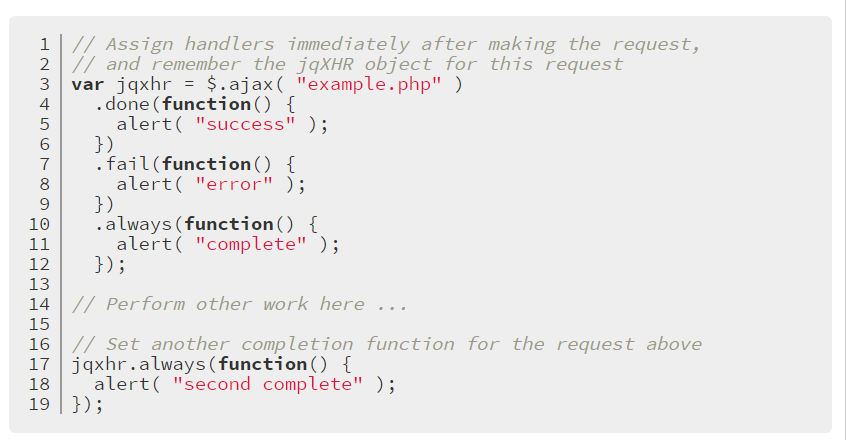 1 // Assign handlers immediately after making the request,
2 // and remember the jqXHR object for this request
3 var jqxhr = $.ajax( "example.php" )
4   .done(function() {
5     alert( "success" );
6   })
7   .fail(function() {
8     alert( "error" );
9   })
10   .always(function() {
11     alert( "complete" );
12   });
13
14 // Perform other work here ...
15
16 // Set another completion function for the request above
17 jqxhr.always(function() {
18   alert( "second complete" );
19 });